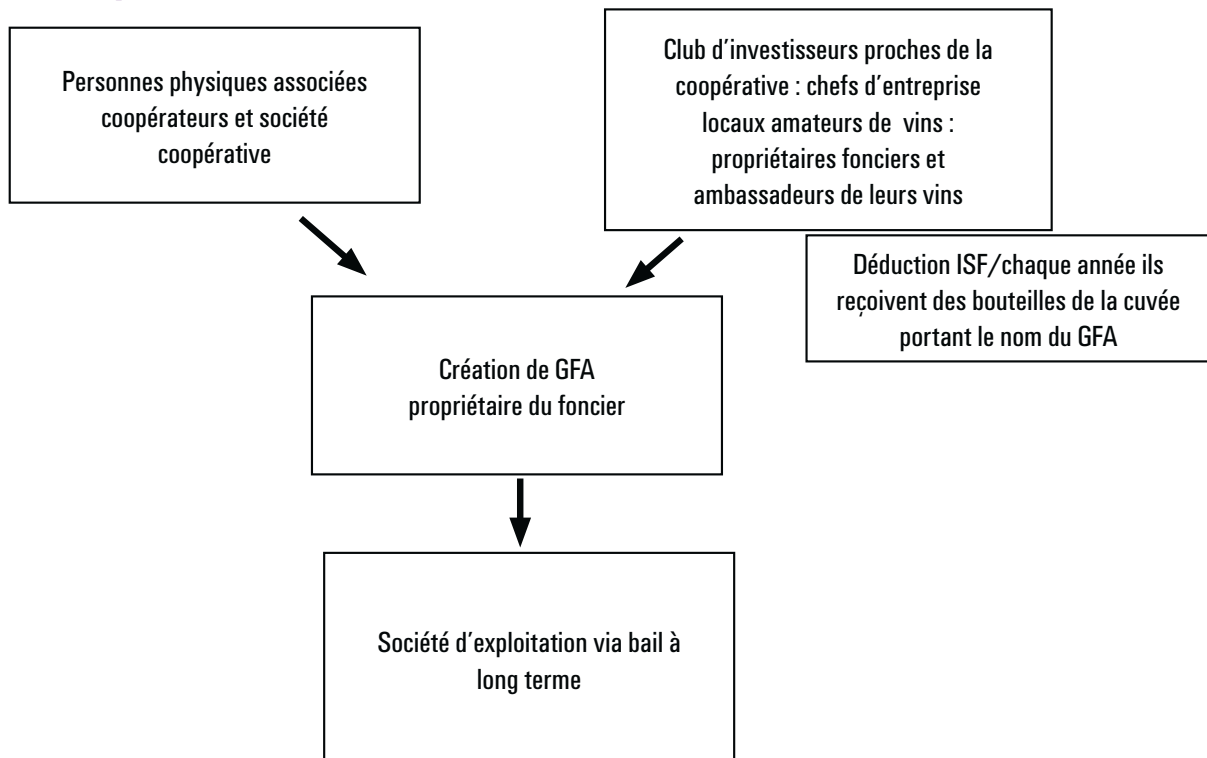 Personnes physiques associées
coopérateurs et société
coopérative
Club d’investisseurs proches de la
coopérative : chefs d’entreprise
locaux amateurs de vins :
propriétaires fonciers et
ambassadeurs de leurs vins
Déduction ISF/chaque année ils
reçoivent des bouteilles de la cuvée
portant le nom du GFA
Création de GFA
propriétaire du foncier
Société d’exploitation via bail à
long terme